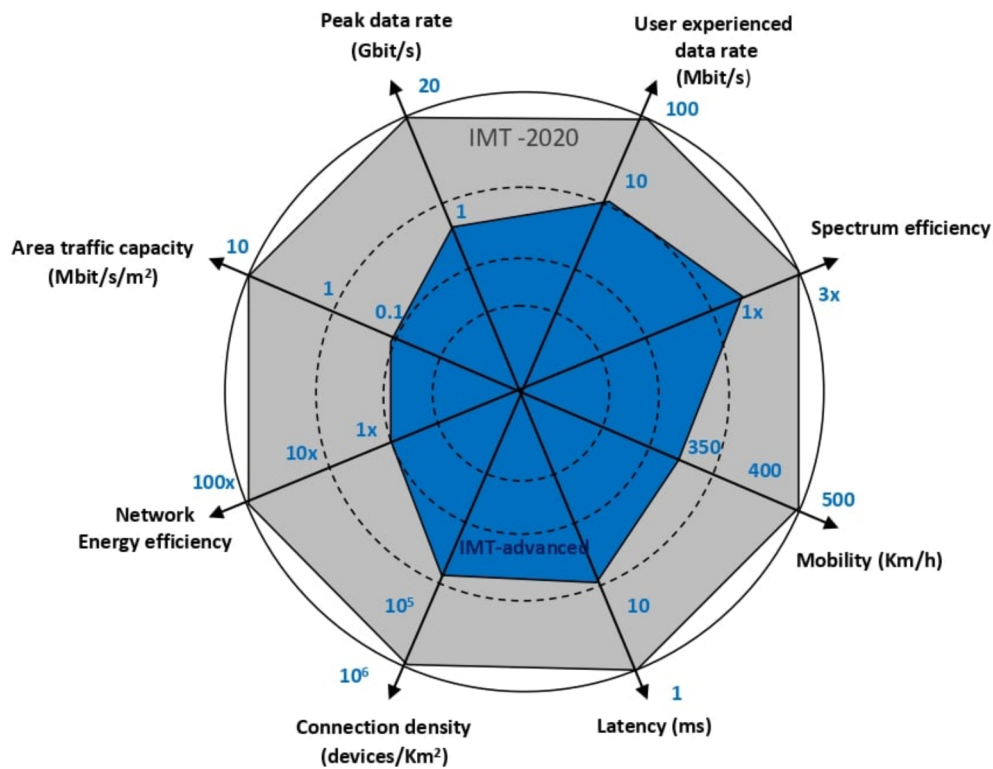 Peak data rate
(Gbit/s)
User experienced
data rate
(Mbit/s)
20
100
IMT -2020
10
1
Spectrum efficiency
Area traffic capacity
(Mbit/s/m²)
10
1
0.1
1x
3x
1x
10x
100x
350
400
500
Network
Energy efficiency
Mobility (Km/h)
IMT-advanced
10⁵
10
10⁶
1
Connection density
(devices/Km²)
Latency (ms)